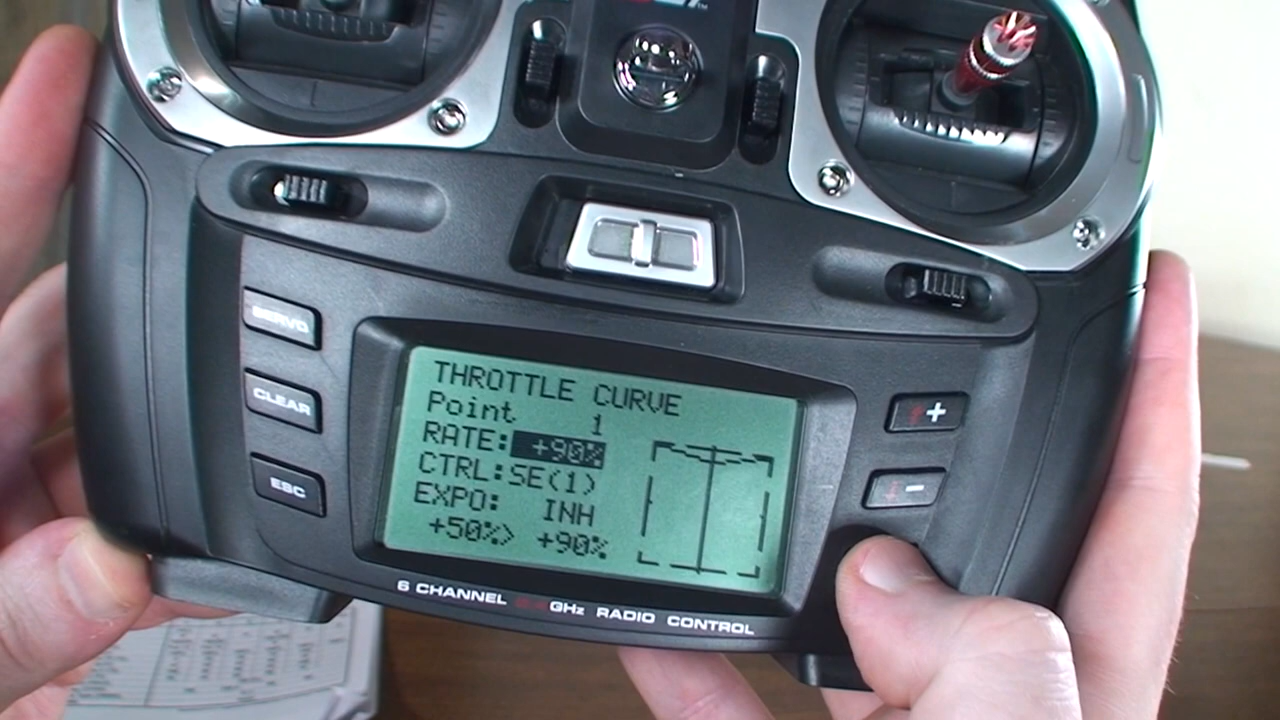 THROTTLE CURVE
Point 1
RATE: +90%
CTRL:SE(1)
EXPO: INH
+50%> +90%
SERVO
CLEAR
ESC
+
-
6 CHANNEL 2.4GHz RADIO CONTROL